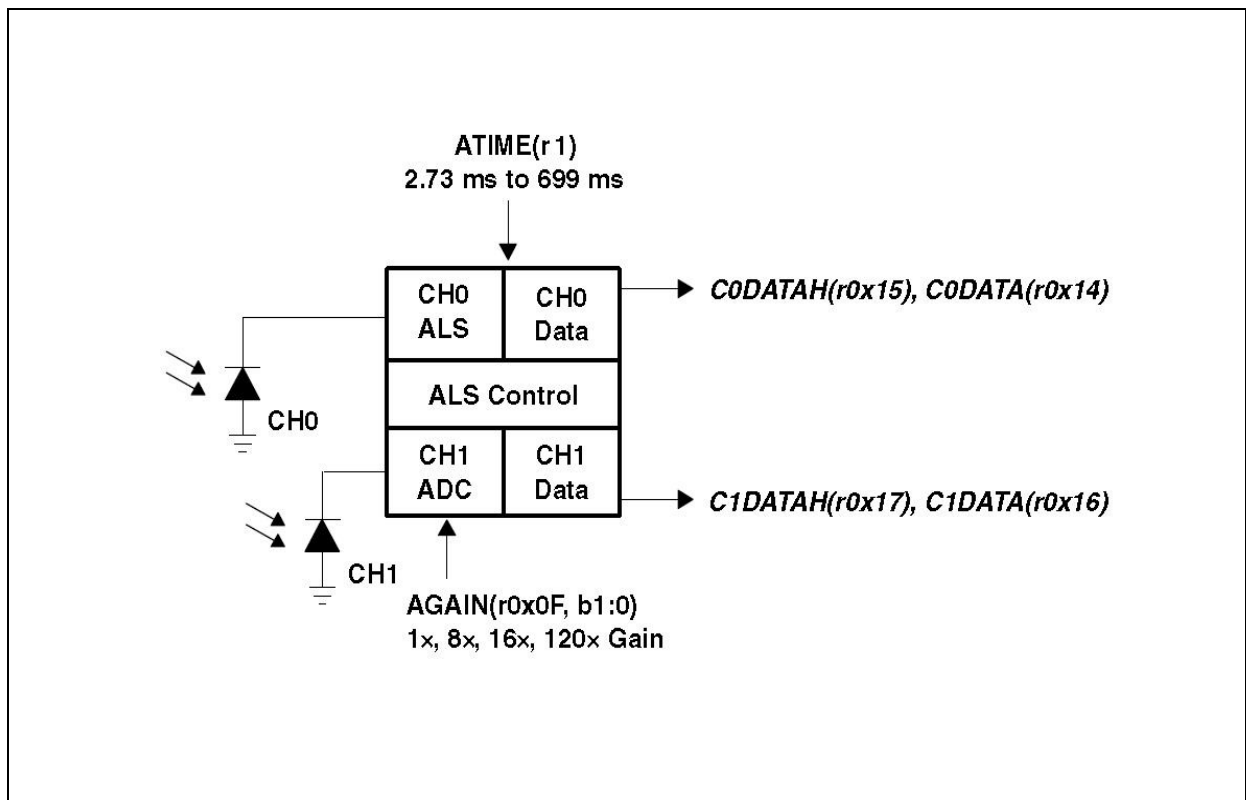 ATIME(r1)
2.73 ms to 699 ms
CH0
ALS
CH0
Data
C0DATAH(r0x15), C0DATA(r0x14)
ALS Control
CH0
CH1
ADC
CH1
Data
C1DATAH(r0x17), C1DATA(r0x16)
CH1
AGAIN(r0x0F, b1:0)
1×, 8×, 16×, 120× Gain